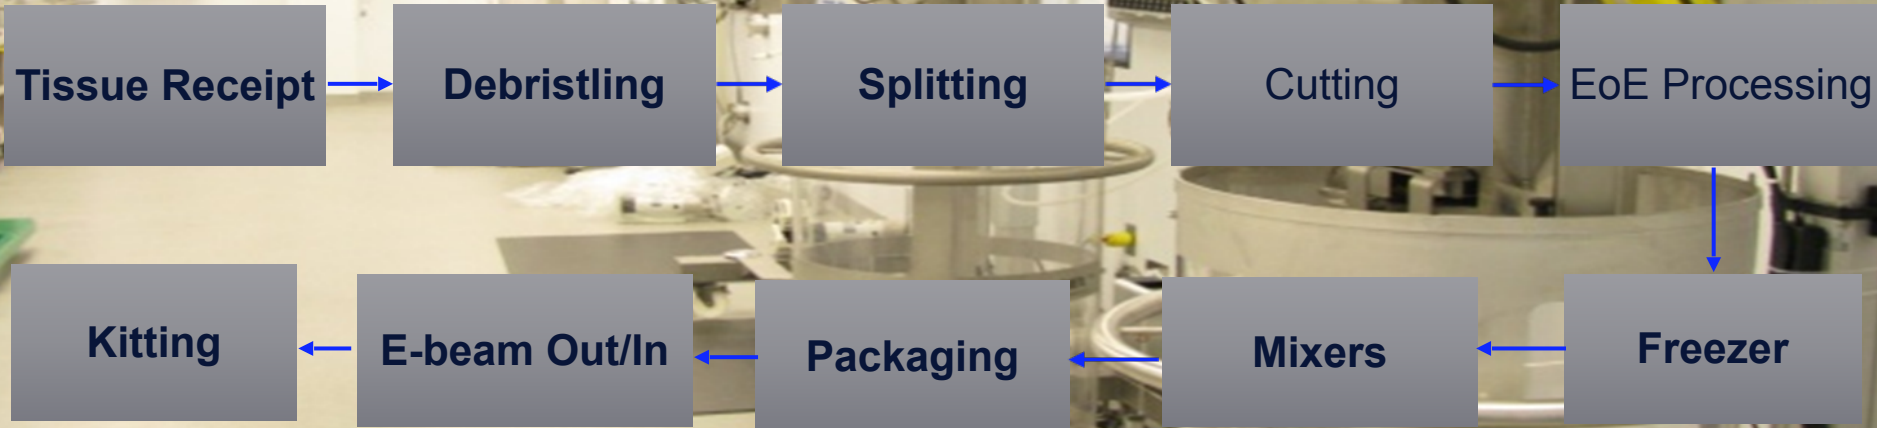 Tissue Receipt
Debristling
Splitting
Cutting
EoE Processing
Freezer
Mixers
Packaging
E-beam Out/In
Kitting